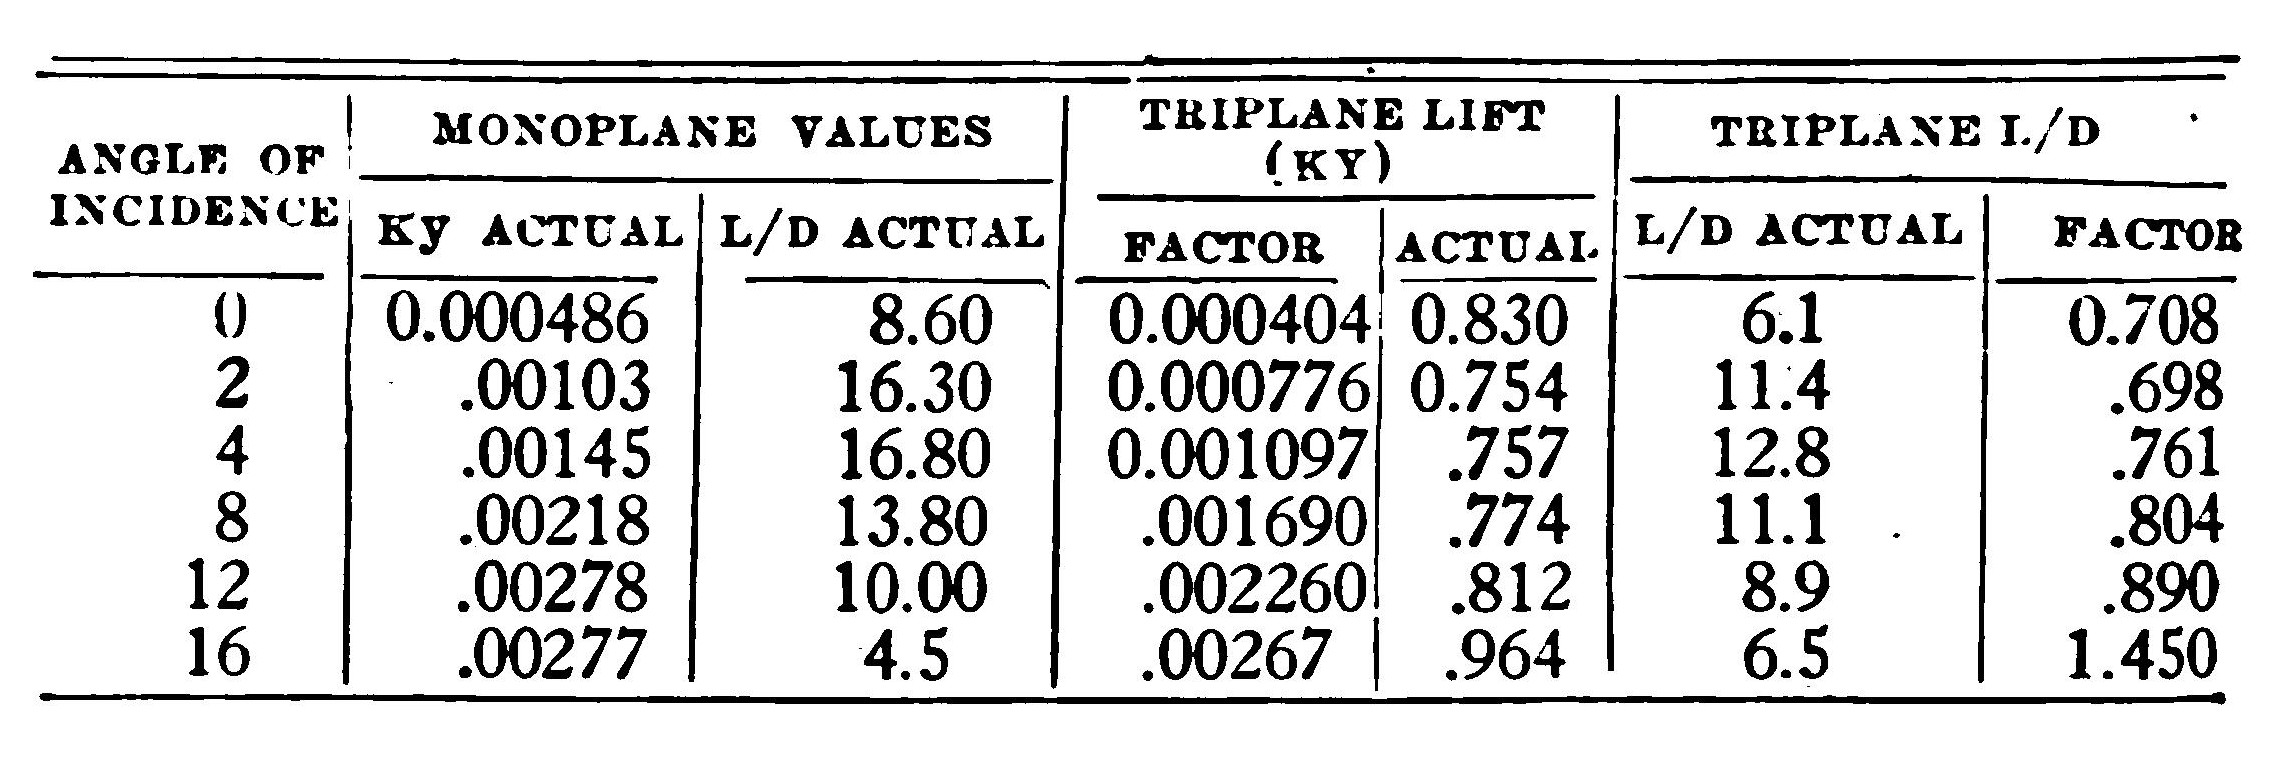 ANGLE OF INCIDENCE | MONOPLANE VALUES | TRIPLANE LIFT (KY) | TRIPLANE L/D
Ky ACTUAL | L/D ACTUAL | FACTOR | ACTUAL | L/D ACTUAL | FACTOR
0 | 0.000486 | 8.60 | 0.000404 | 0.830 | 6.1 | 0.708
2 | .00103 | 16.30 | 0.000776 | 0.754 | 11.4 | .698
4 | .00145 | 16.80 | 0.001097 | .757 | 12.8 | .761
8 | .00218 | 13.80 | .001690 | .774 | 11.1 | .804
12 | .00278 | 10.00 | .002260 | .812 | 8.9 | .890
16 | .00277 | 4.5 | .00267 | .964 | 6.5 | 1.450